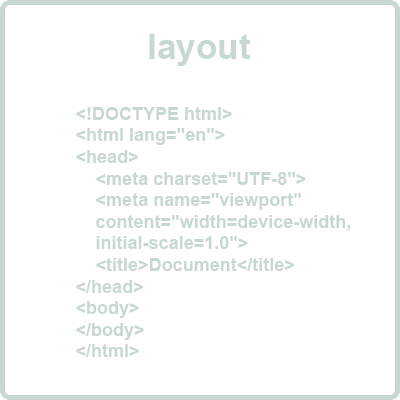 layout
<!DOCTYPE html>
<html lang="en">
<head>
<meta charset="UTF-8">
<meta name="viewport"
content="width=device-width,
initial-scale=1.0">
<title>Document</title>
</head>
<body>
</body>
</html>